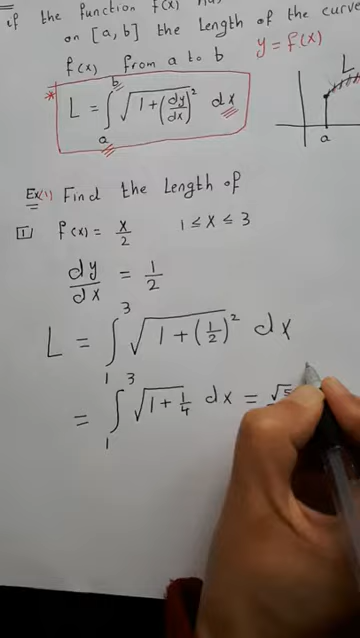 if the function f(x)
on [a, b] the Length of the curve
f(x) from a to b y = f(x)
* L = ∫_a^b √(1 + (dy/dx)²) dx
L
a
Ex(1) Find the Length of
1 f(x) = x/2 1 ≤ x ≤ 3
dy/dx = 1/2
L = ∫_1^3 √(1 + (1/2)²) dx
= ∫_1^3 √(1 + 1/4) dx = √5